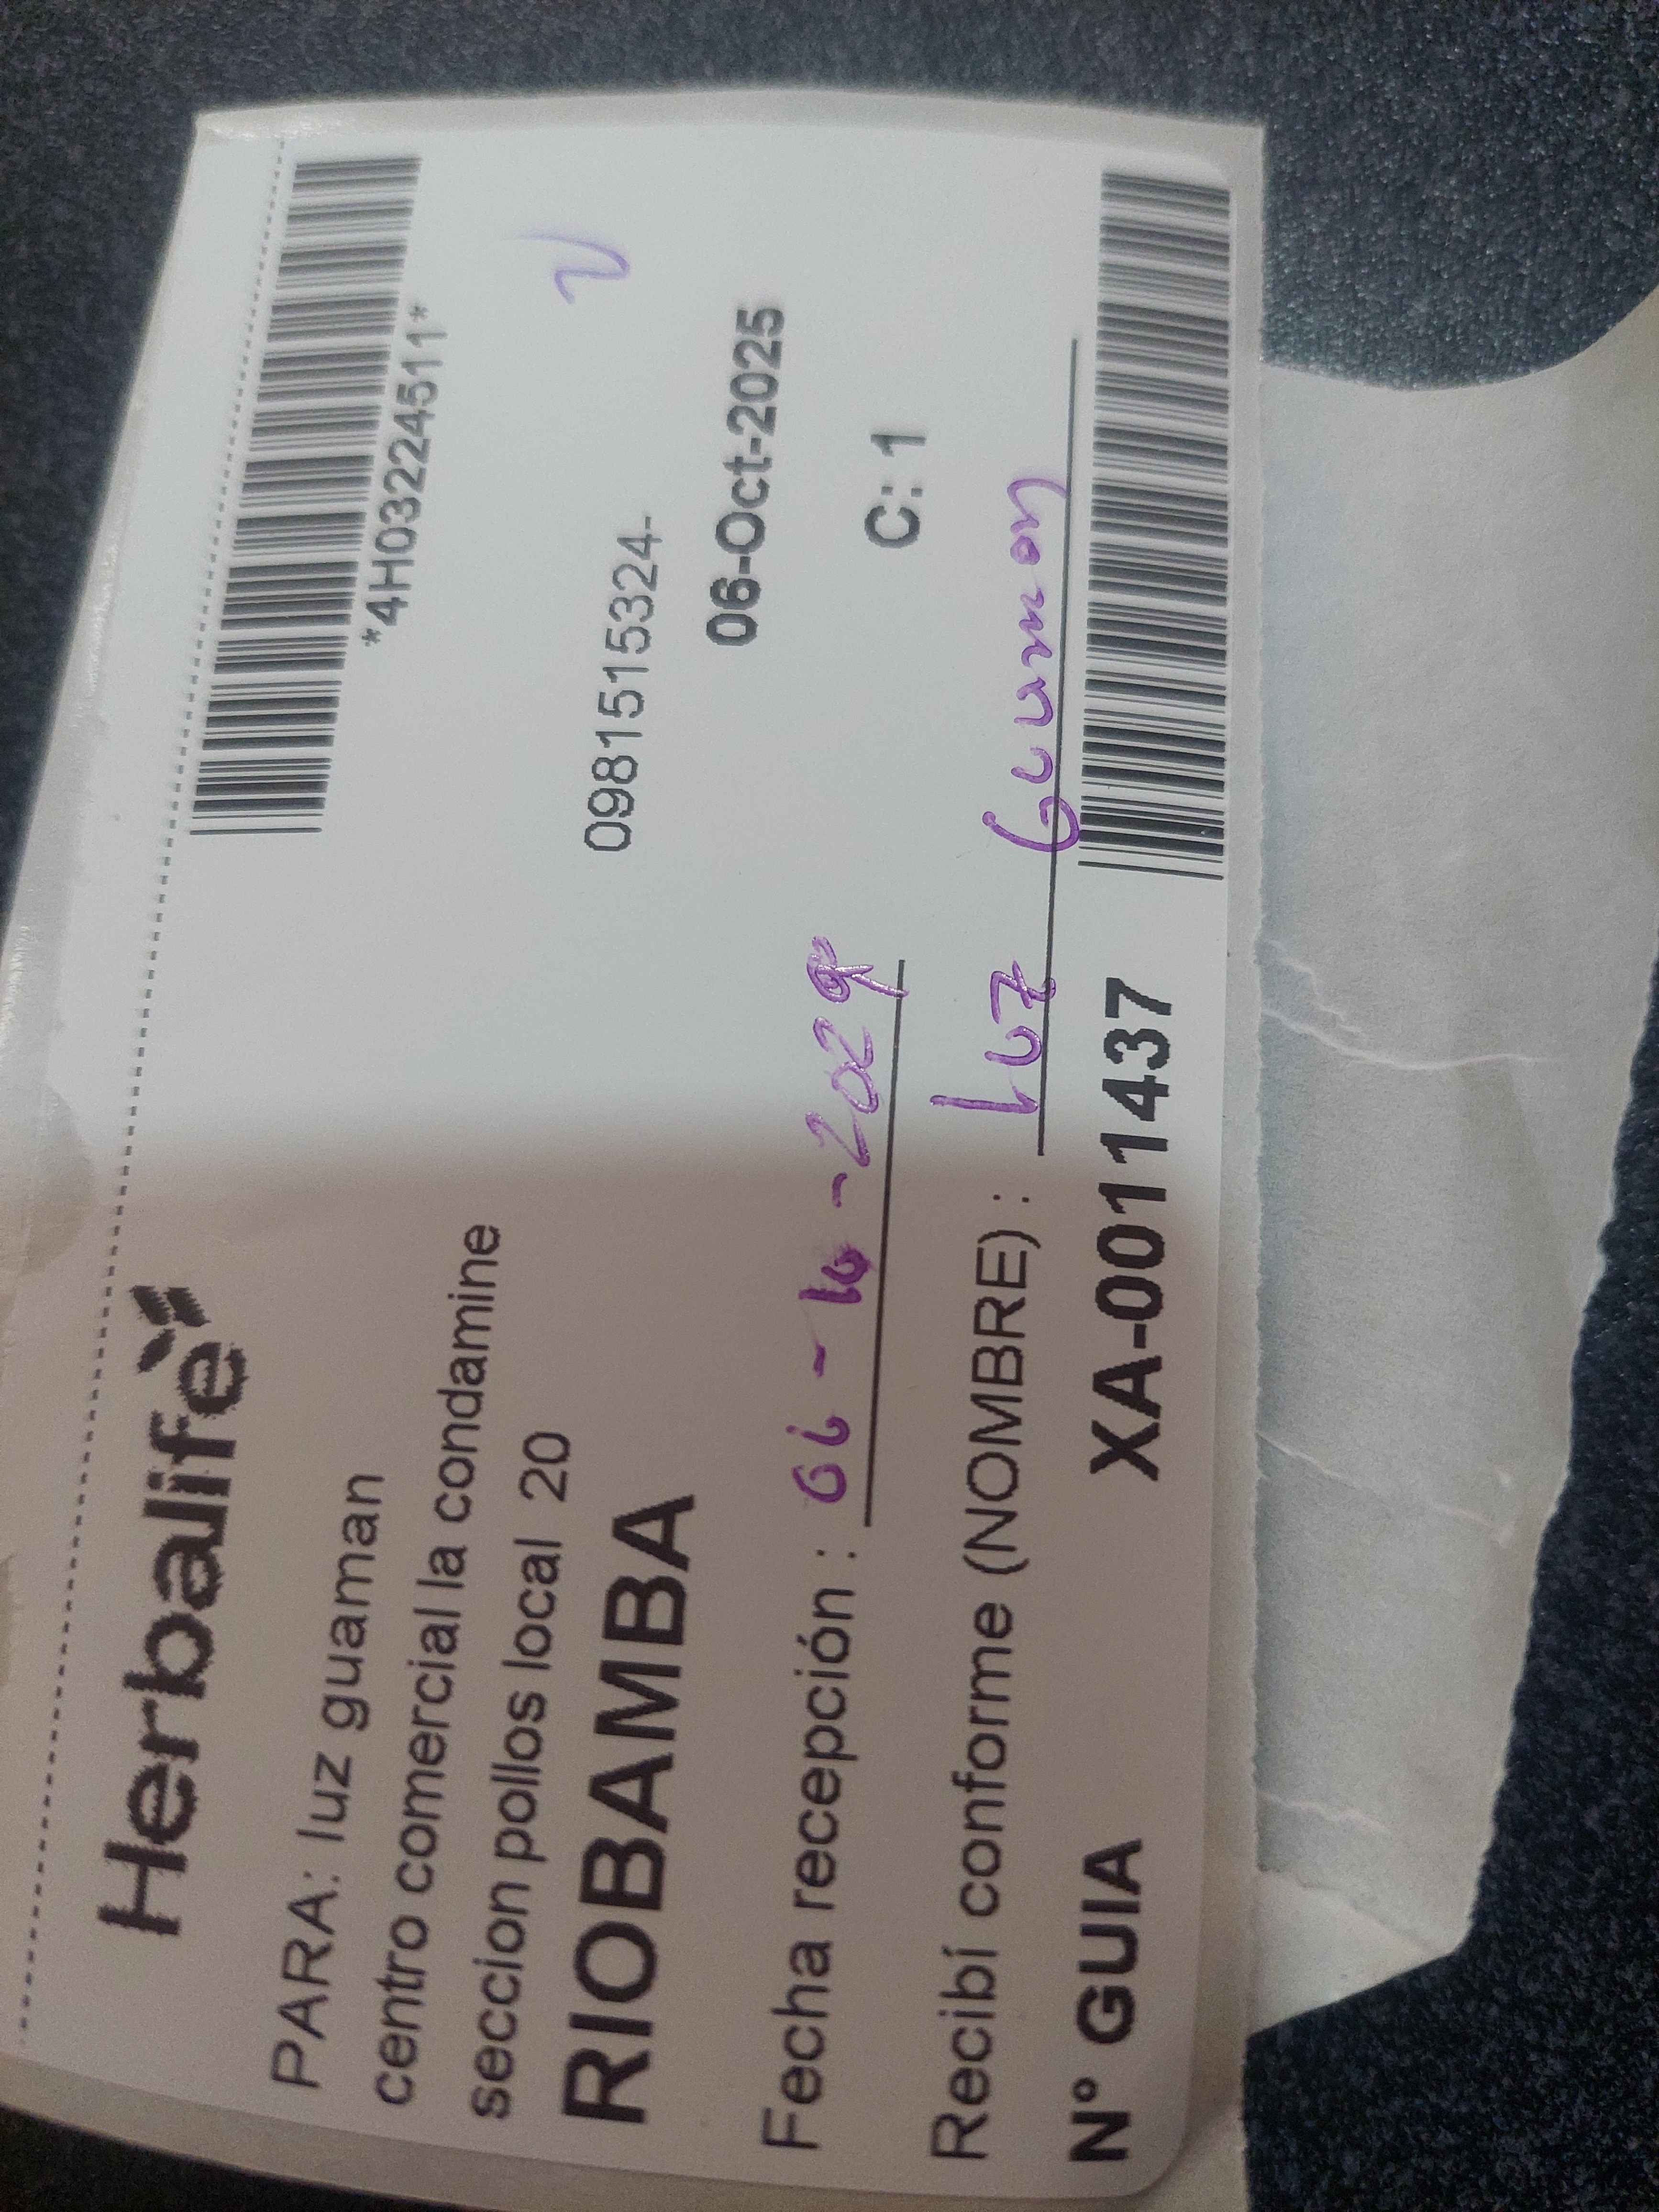 Herbalife
*4H03224511*
PARA: luz guaman
centro comercial la condamine
seccion pollos local 20
0981515324-
RIOBAMBA
06-Oct-2025
Fecha recepción :
C: 1
Recibí conforme (NOMBRE) : Luz Guaman
N° GUIA XA-0011437